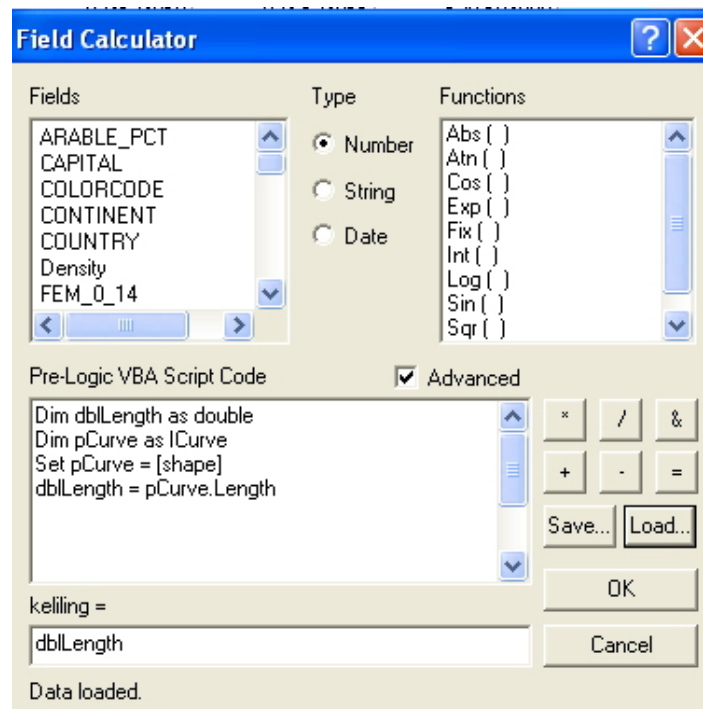 Field Calculator
Fields
Type
Functions
ARABLE_PCT
CAPITAL
COLORCODE
CONTINENT
COUNTRY
Density
FEM_0_14
Number
String
Date
Abs ( )
Atn ( )
Cos ( )
Exp ( )
Fix ( )
Int ( )
Log ( )
Sin ( )
Sqr ( )
Pre-Logic VBA Script Code
Advanced
Dim dblLength as double
Dim pCurve as ICurve
Set pCurve = [shape]
dblLength = pCurve.Length
* / &
+ - =
Save... Load...
OK
keliling =
dblLength
Cancel
Data loaded.